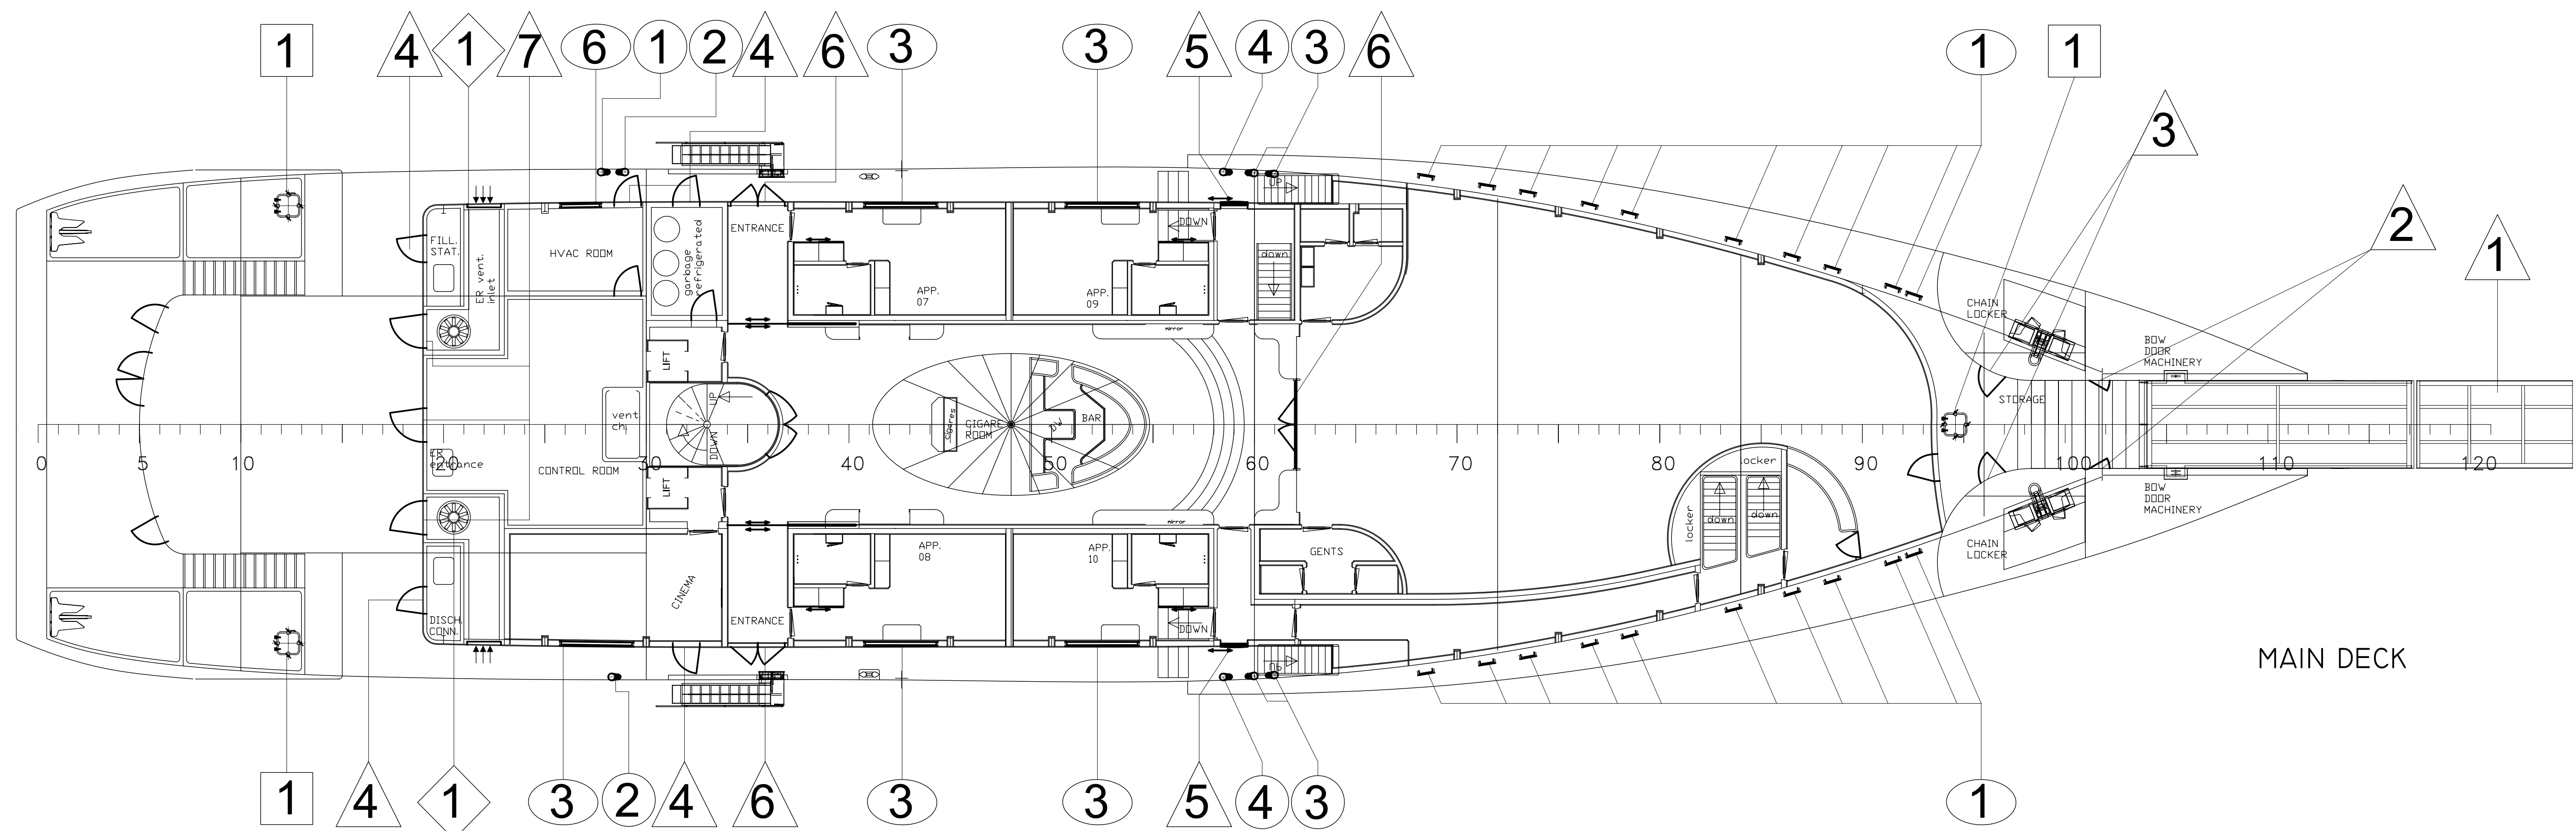 1 4 1 7 6 1 2 4 6 3 3 5 4 3 6 1 1
3
2
1
UP
FILL.
STAT.
ER vent.
inlet
HVAC ROOM
garbage
refrigerated
ENTRANCE
DOWN
down
APP.
07
APP.
09
CHAIN
LOCKER
mirror
BOW
DOOR
MACHINERY
LIFT
UP
DOWN
vent
ch.
Cigares
CIGARE
ROOM
DW
BAR
STORAGE
ER
entrance
CONTROL ROOM
0 5 10 20 30 40 50 60 70 80 90 100 110 120
LIFT
locker
locker
down
down
BOW
DOOR
MACHINERY
mirror
APP.
08
APP.
10
GENTS
CHAIN
LOCKER
CINEMA
DISCH.
CONN.
ENTRANCE
DOWN
UP
MAIN DECK
1 4 1 3 2 4 6 3 3 5 4 3 1